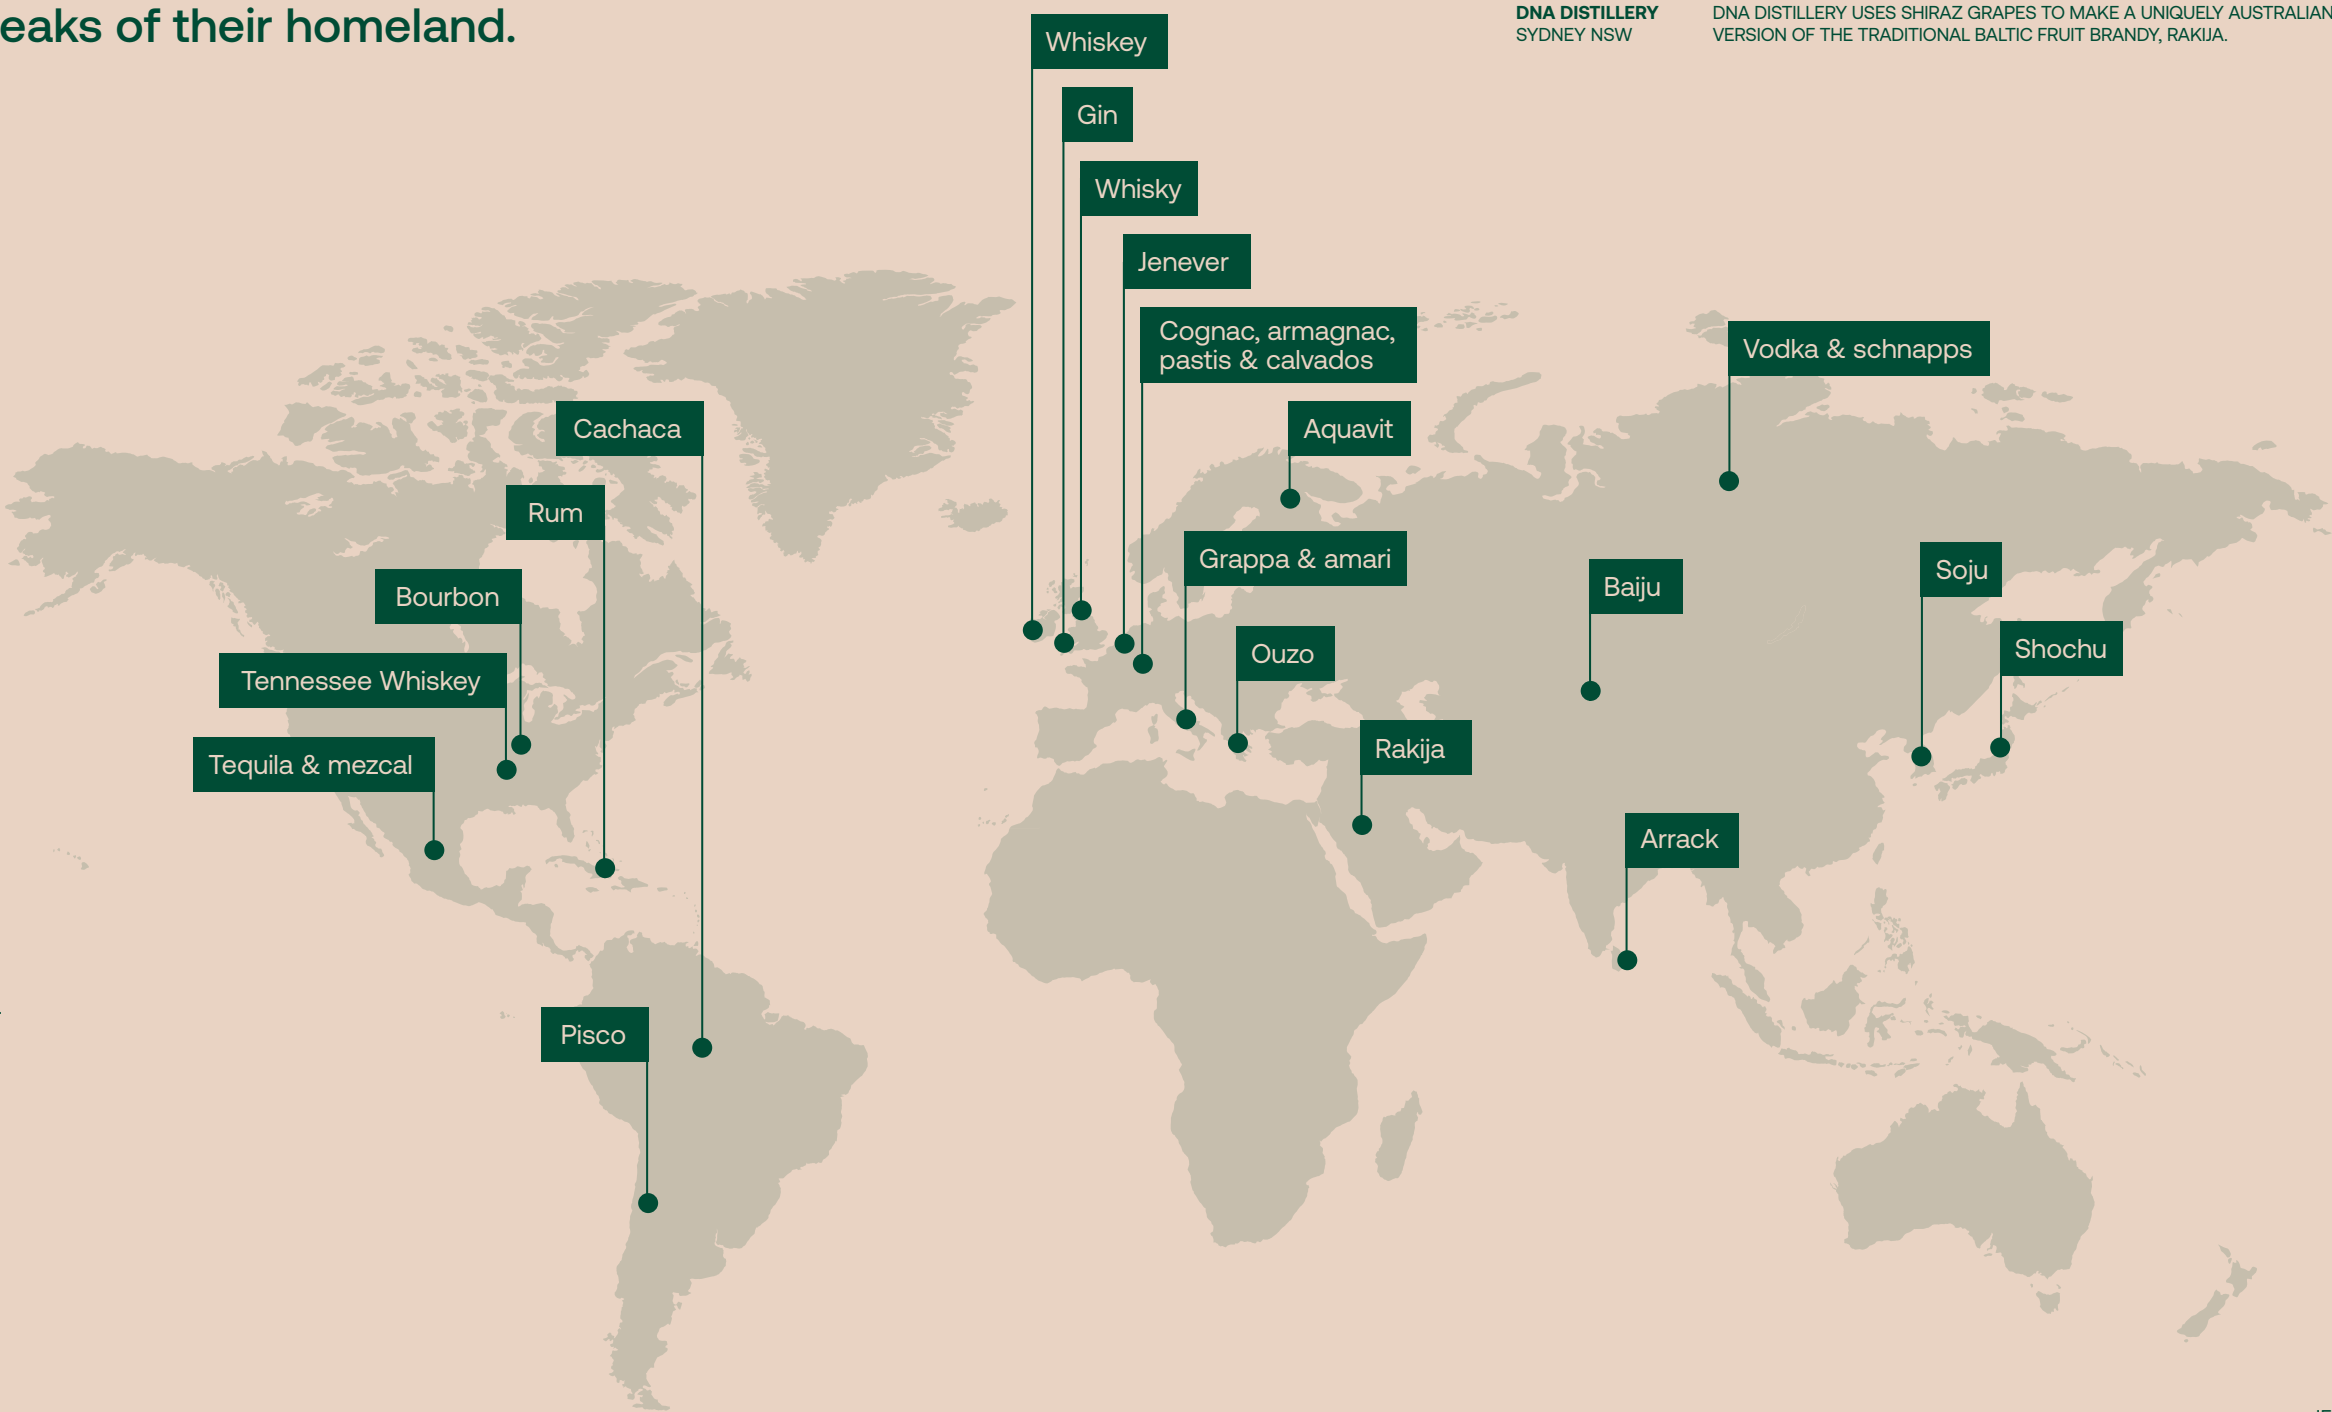 eaks of their homeland.
DNA DISTILLERY
SYDNEY NSW
DNA DISTILLERY USES SHIRAZ GRAPES TO MAKE A UNIQUELY AUSTRALIAN
VERSION OF THE TRADITIONAL BALTIC FRUIT BRANDY, RAKIJA.
Whiskey
Gin
Whisky
Jenever
Cognac, armagnac,
pastis & calvados
Vodka & schnapps
Cachaca
Aquavit
Rum
Grappa & amari
Soju
Baiju
Bourbon
Shochu
Ouzo
Tennessee Whiskey
Rakija
Tequila & mezcal
Arrack
Pisco